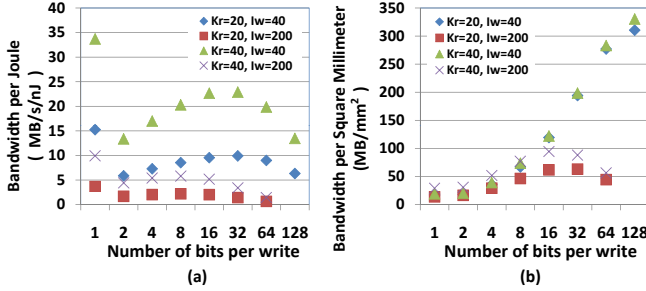 Bandwidth per Joule
( MB/s/nJ)
40
35
30
25
20
15
10
5
0
Kr=20, Iw=40
Kr=20, Iw=200
Kr=40, Iw=40
Kr=40, Iw=200
1 2 4 8 16 32 64 128
Number of bits per write
(a)
Bandwidth per Square Millimeter
(MB/mm²)
350
300
250
200
150
100
50
0
Kr=20, Iw=40
Kr=20, Iw=200
Kr=40, Iw=40
Kr=40, Iw=200
1 2 4 8 16 32 64 128
Number of bits per write
(b)